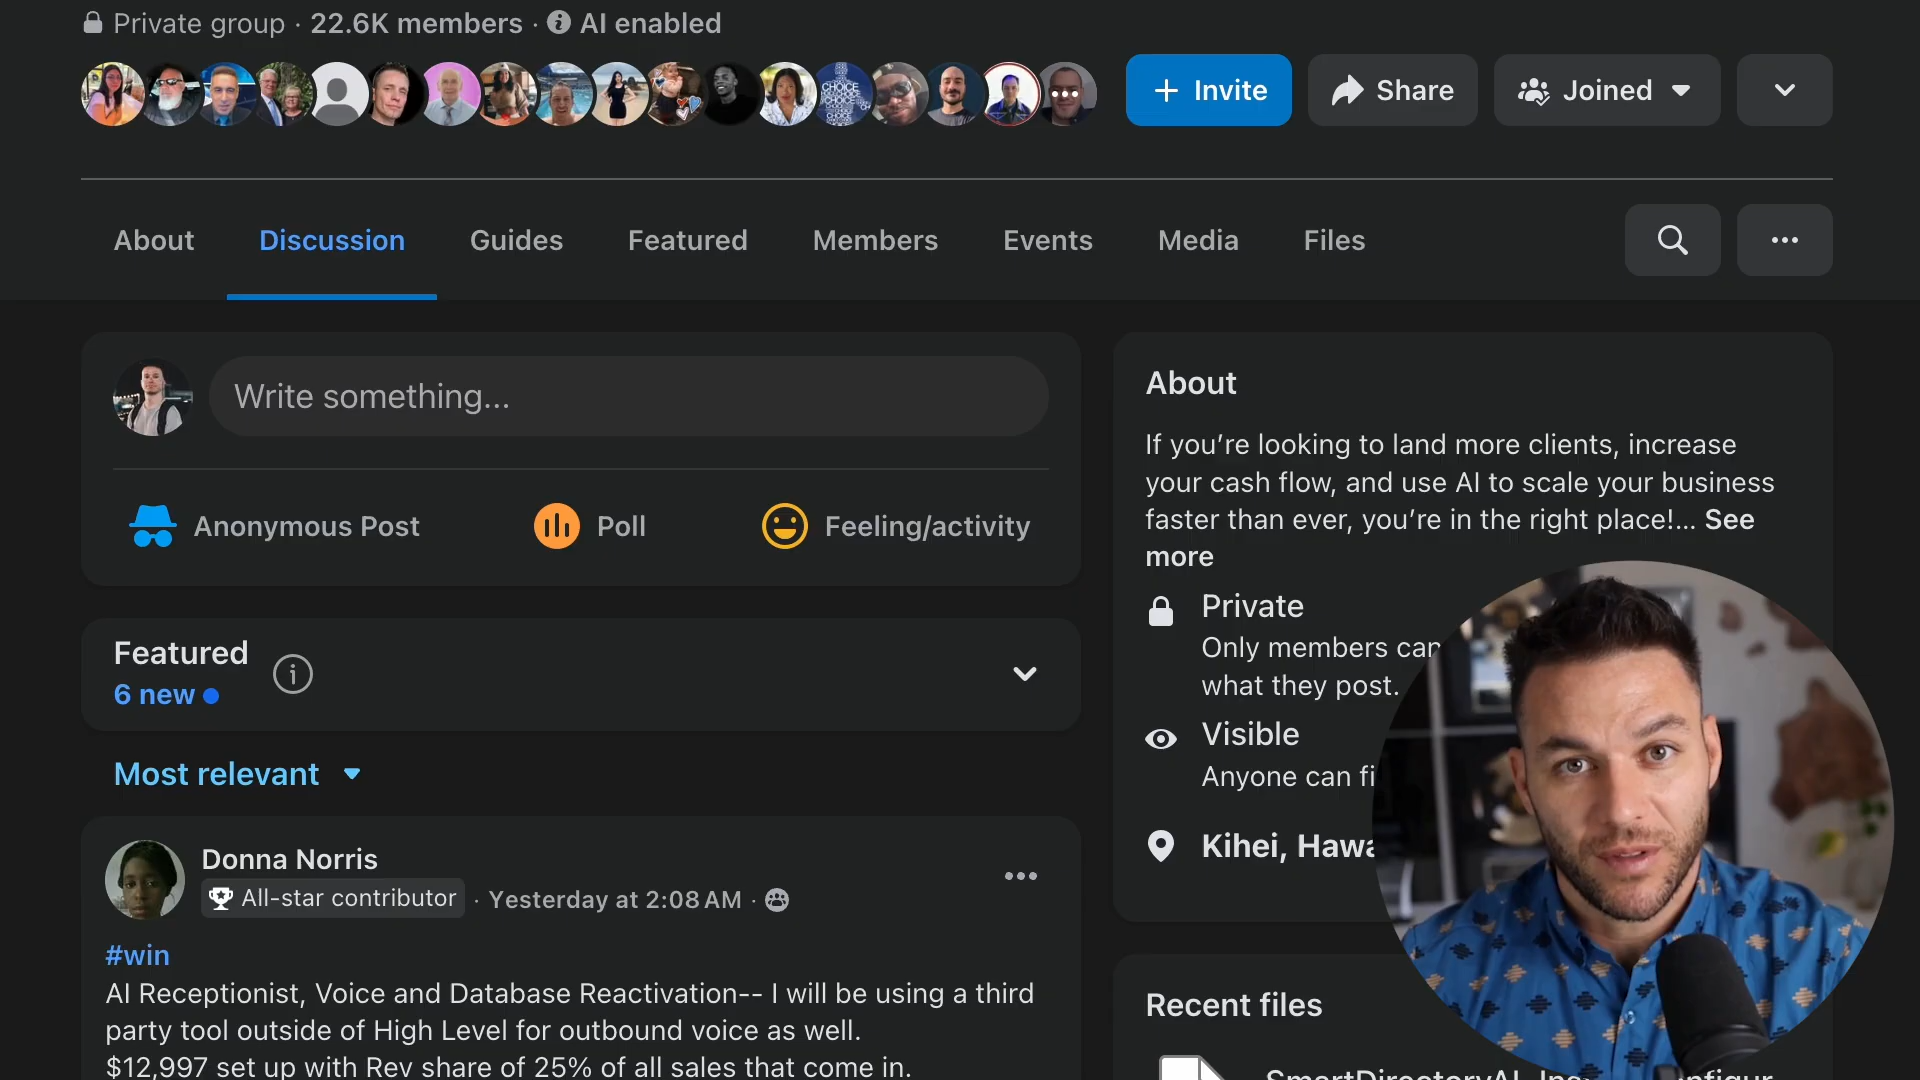 Private group · 22.6K members · AI enabled
CHOICE
Invite
Share
Joined
About
Discussion
Guides
Featured
Members
Events
Media
Files
Write something...
Anonymous Post
Poll
Feeling/activity
Featured
6 new
Most relevant
Donna Norris
All-star contributor · Yesterday at 2:08 AM ·
#win
AI Receptionist, Voice and Database Reactivation-- I will be using a third
party tool outside of High Level for outbound voice as well.
$12,997 set up with Rev share of 25% of all sales that come in.
About
If you’re looking to land more clients, increase
your cash flow, and use AI to scale your business
faster than ever, you’re in the right place!... See
more
Private
Only members can
what they post.
Visible
Anyone can fi
Kihei, Hawa
Recent files